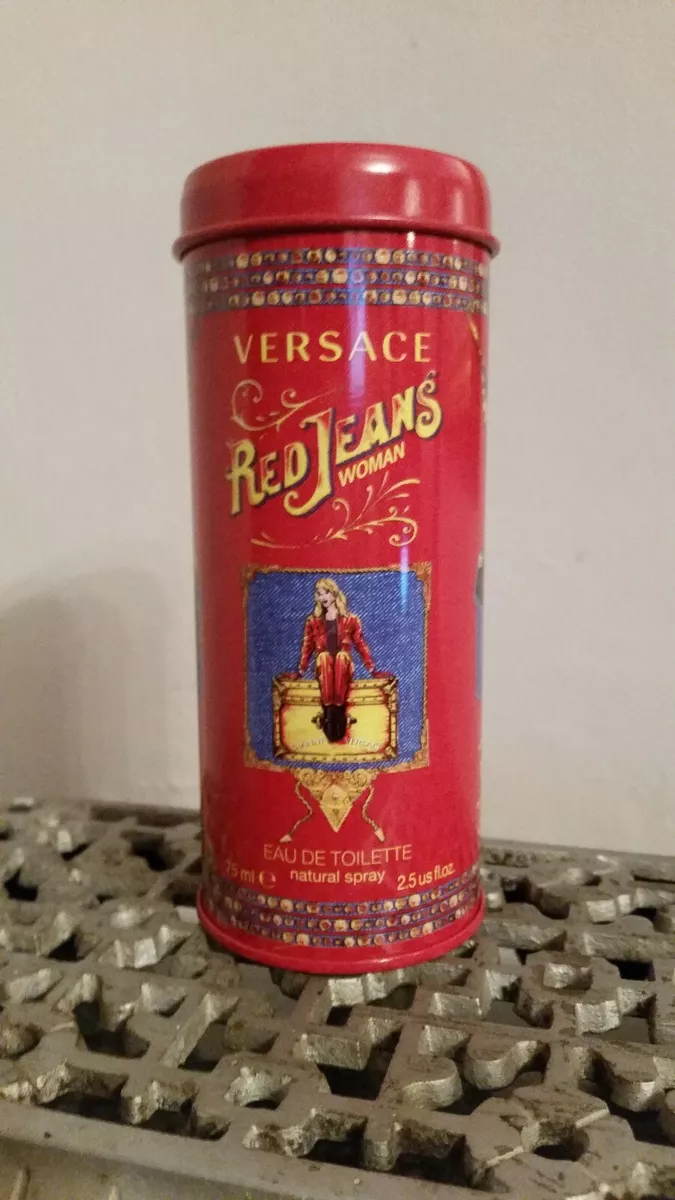 VERSACE
RED JEANS
WOMAN
EAU DE TOILETTE
75 ml e natural spray 2.5 us fl.oz.